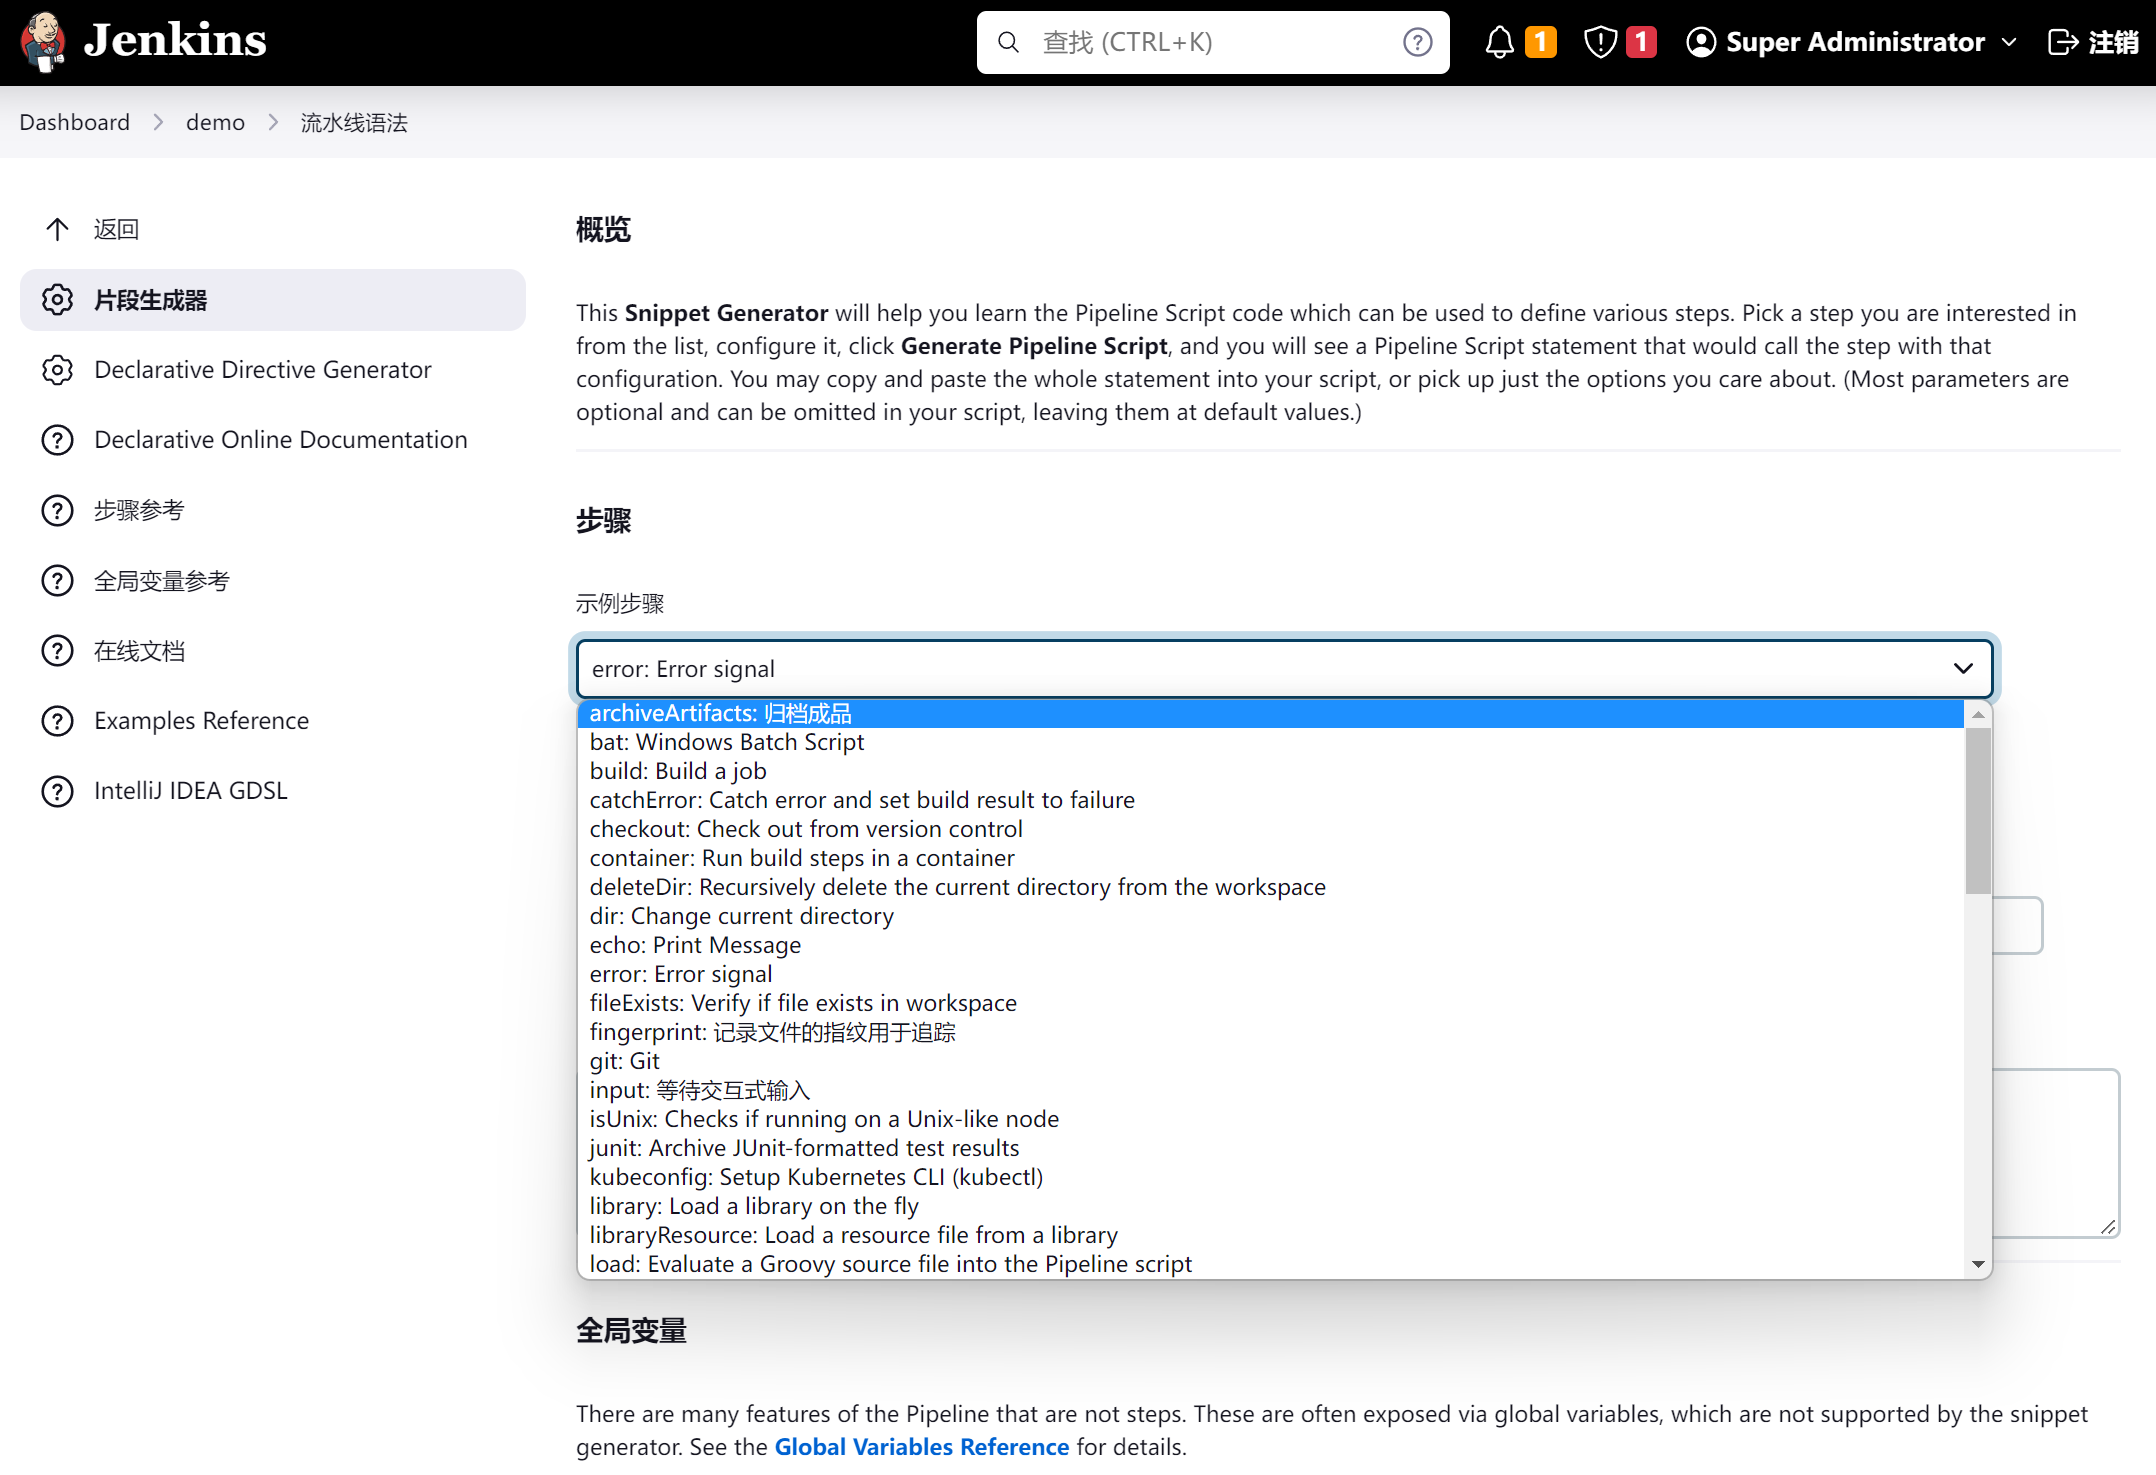 Jenkins
查找 (CTRL+K)
1
1
Super Administrator
注销
Dashboard
demo
流水线语法
返回
片段生成器
Declarative Directive Generator
Declarative Online Documentation
步骤参考
全局变量参考
在线文档
Examples Reference
IntelliJ IDEA GDSL
概览
This Snippet Generator will help you learn the Pipeline Script code which can be used to define various steps. Pick a step you are interested in
from the list, configure it, click Generate Pipeline Script, and you will see a Pipeline Script statement that would call the step with that
configuration. You may copy and paste the whole statement into your script, or pick up just the options you care about. (Most parameters are
optional and can be omitted in your script, leaving them at default values.)
步骤
示例步骤
error: Error signal
archiveArtifacts: 归档成品
bat: Windows Batch Script
build: Build a job
catchError: Catch error and set build result to failure
checkout: Check out from version control
container: Run build steps in a container
deleteDir: Recursively delete the current directory from the workspace
dir: Change current directory
echo: Print Message
error: Error signal
fileExists: Verify if file exists in workspace
fingerprint: 记录文件的指纹用于追踪
git: Git
input: 等待交互式输入
isUnix: Checks if running on a Unix-like node
junit: Archive JUnit-formatted test results
kubeconfig: Setup Kubernetes CLI (kubectl)
library: Load a library on the fly
libraryResource: Load a resource file from a library
load: Evaluate a Groovy source file into the Pipeline script
全局变量
There are many features of the Pipeline that are not steps. These are often exposed via global variables, which are not supported by the snippet
generator. See the Global Variables Reference for details.